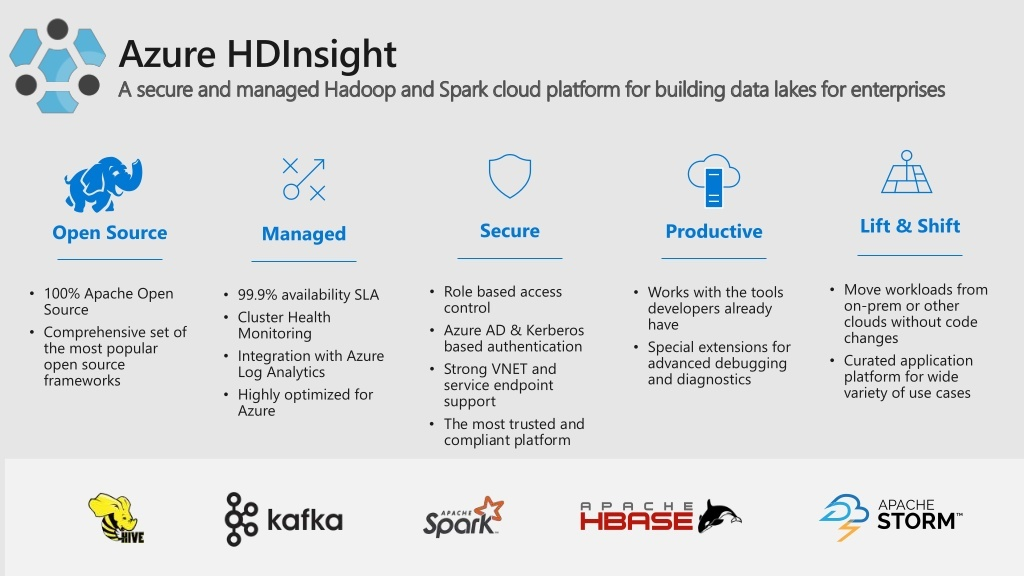 Azure HDInsight
A secure and managed Hadoop and Spark cloud platform for building data lakes for enterprises
Open Source
• 100% Apache Open
Source
• Comprehensive set of
the most popular
open source
frameworks
Managed
• 99.9% availability SLA
• Cluster Health
Monitoring
• Integration with Azure
Log Analytics
• Highly optimized for
Azure
Secure
• Role based access
control
• Azure AD & Kerberos
based authentication
• Strong VNET and
service endpoint
support
• The most trusted and
compliant platform
Productive
• Works with the tools
developers already
have
• Special extensions for
advanced debugging
and diagnostics
Lift & Shift
• Move workloads from
on-prem or other
clouds without code
changes
• Curated application
platform for wide
variety of use cases
HIVE
kafka
APACHE
Spark™
APACHE
HBASE
APACHE
STORM™